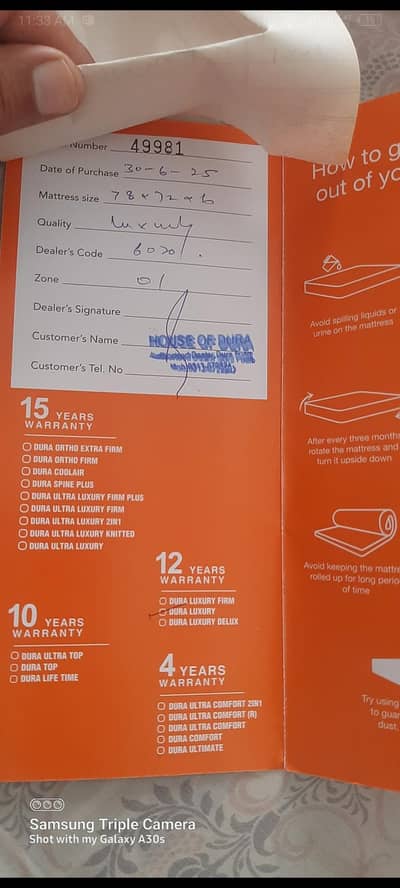 11:33 AM
Number 49981
Date of Purchase 30-6-25
Mattress size 78 x 72 x 6
Quality luxury
Dealer's Code
Zone 01
Dealer's Signature
Customer's Name HOUSE OF DURA
Authorized Dealer Dura
Customer's Tel. No
15 YEARS
WARRANTY
DURA ORTHO EXTRA FIRM
DURA ORTHO FIRM
DURA COOLAIR
DURA SPINE PLUS
DURA ULTRA LUXURY FIRM PLUS
DURA ULTRA LUXURY FIRM
DURA ULTRA LUXURY 2IN1
DURA ULTRA LUXURY KNITTED
DURA ULTRA LUXURY
12 YEARS
WARRANTY
DURA LUXURY FIRM
DURA LUXURY
DURA LUXURY DELUX
10 YEARS
WARRANTY
DURA ULTRA TOP
DURA TOP
DURA LIFE TIME
4 YEARS
WARRANTY
DURA ULTRA COMFORT 2IN1
DURA ULTRA COMFORT (R)
DURA ULTRA COMFORT
DURA COMFORT
DURA ULTIMATE
How to g
out of yo
Avoid spilling liquids or
urine on the mattress
After every three months
rotate the mattress and
turn it upside down
Avoid keeping the mattre
rolled up for long perio
of time
Try using
to guar
dust,
Samsung Triple Camera
Shot with my Galaxy A30s